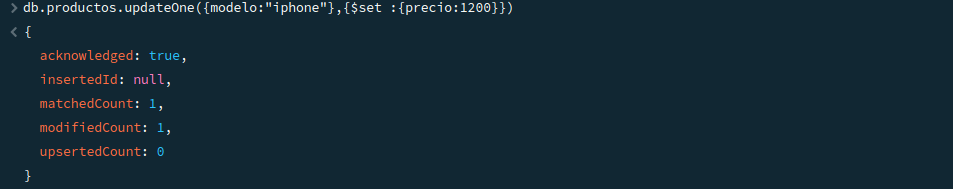 > db.productos.updateOne({modelo:"iphone"},{$set :{precio:1200}})
< {
acknowledged: true,
insertedId: null,
matchedCount: 1,
modifiedCount: 1,
upsertedCount: 0
}